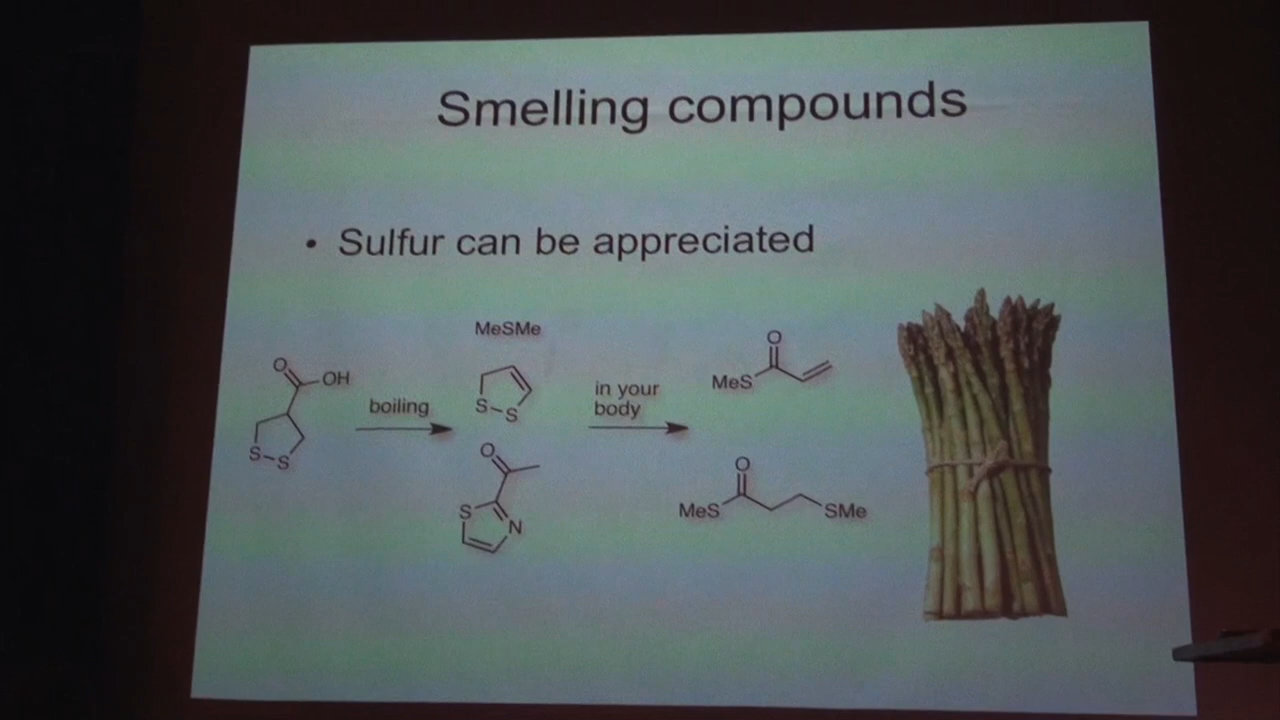 Smelling compounds
• Sulfur can be appreciated
O
OH
S S
boiling
MeSMe
S S
O
S
N
in your
body
O
MeS
O
MeS
SMe